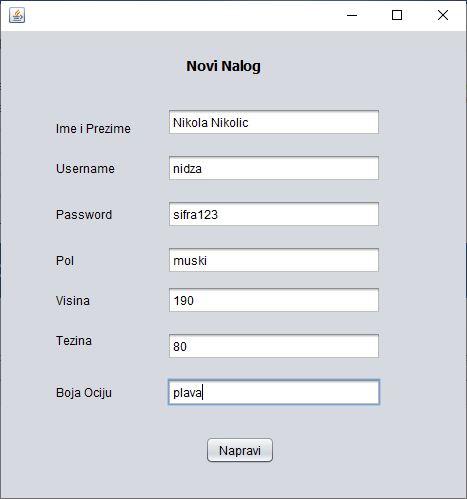 Novi Nalog
Ime i Prezime Nikola Nikolic
Username nidza
Password sifra123
Pol muski
Visina 190
Tezina 80
Boja Ociju plava
Napravi